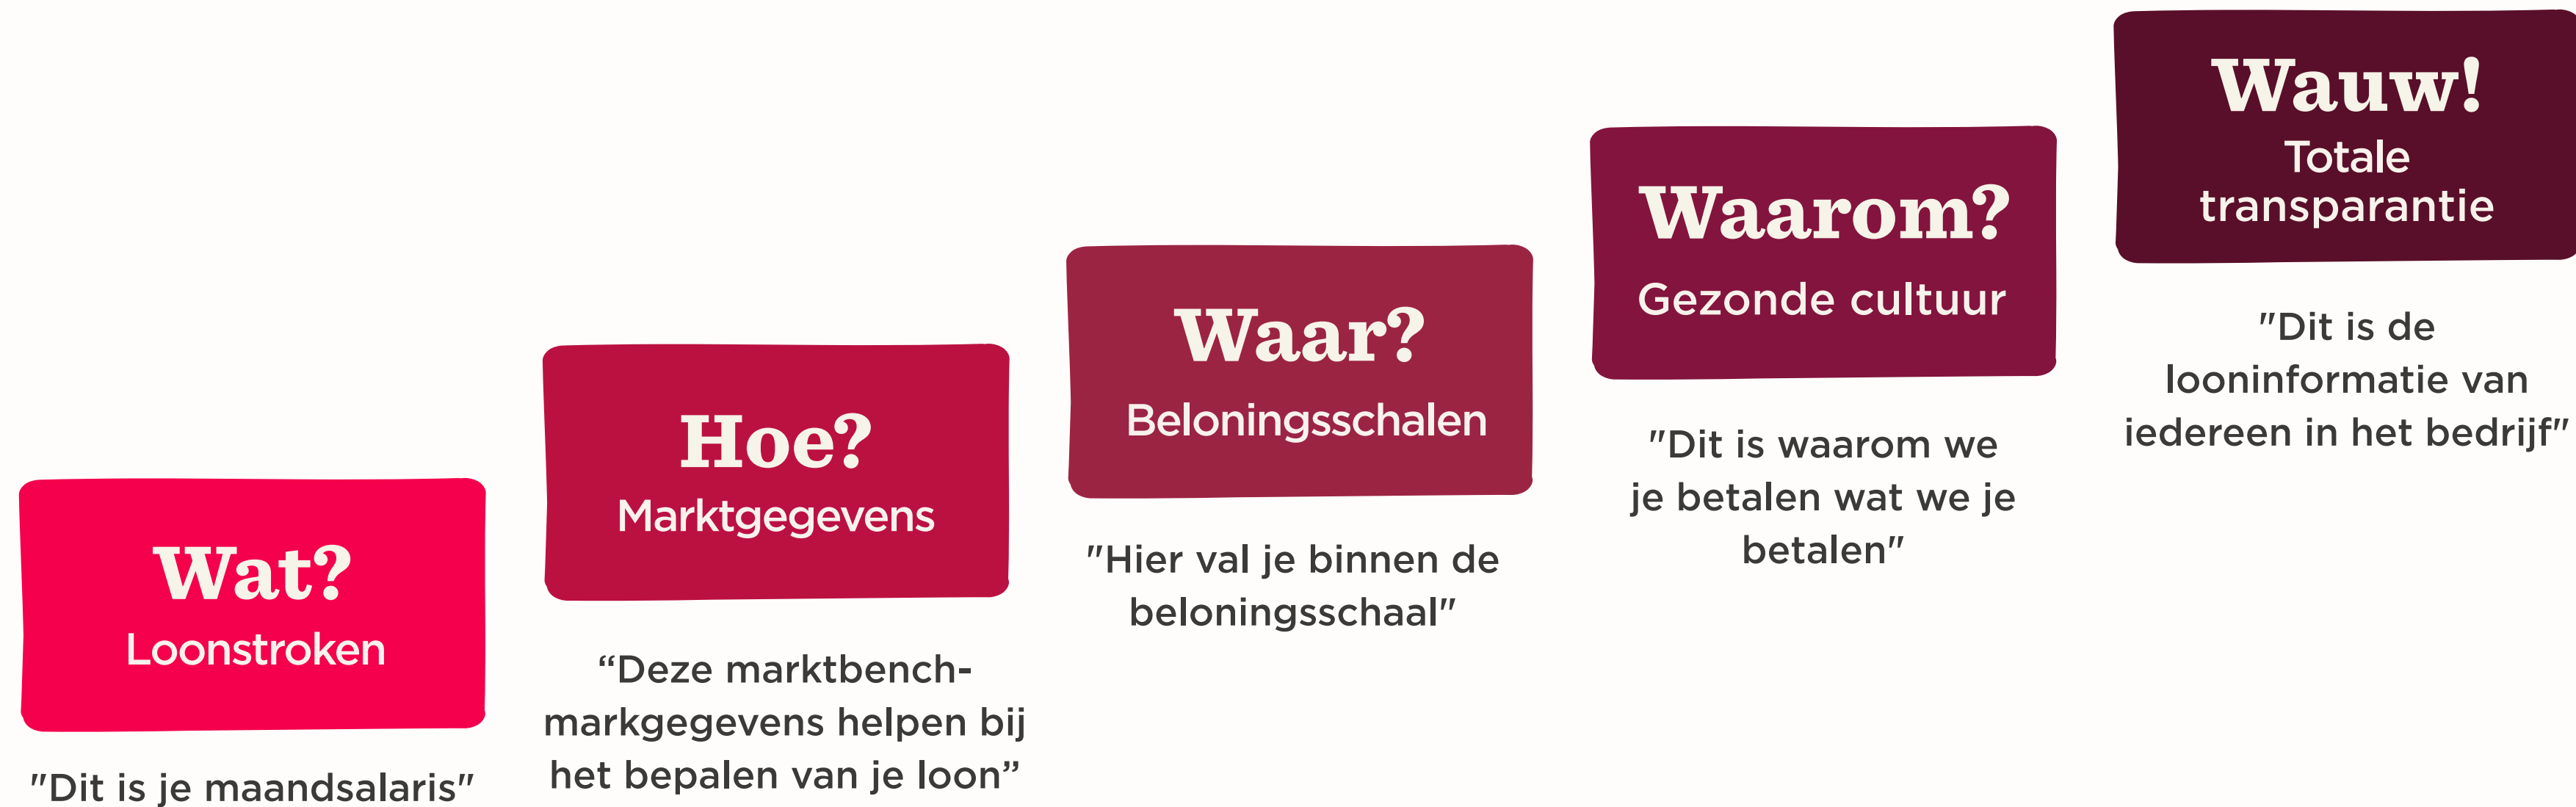 Wat?
Loonstroken
"Dit is je maandsalaris"
Hoe?
Marktgegevens
“Deze marktbench-
markgegevens helpen bij
het bepalen van je loon”
Waar?
Beloningsschalen
"Hier val je binnen de
beloningsschaal"
Waarom?
Gezonde cultuur
"Dit is waarom we
je betalen wat we je
betalen"
Wauw!
Totale
transparantie
"Dit is de
looninformatie van
iedereen in het bedrijf"